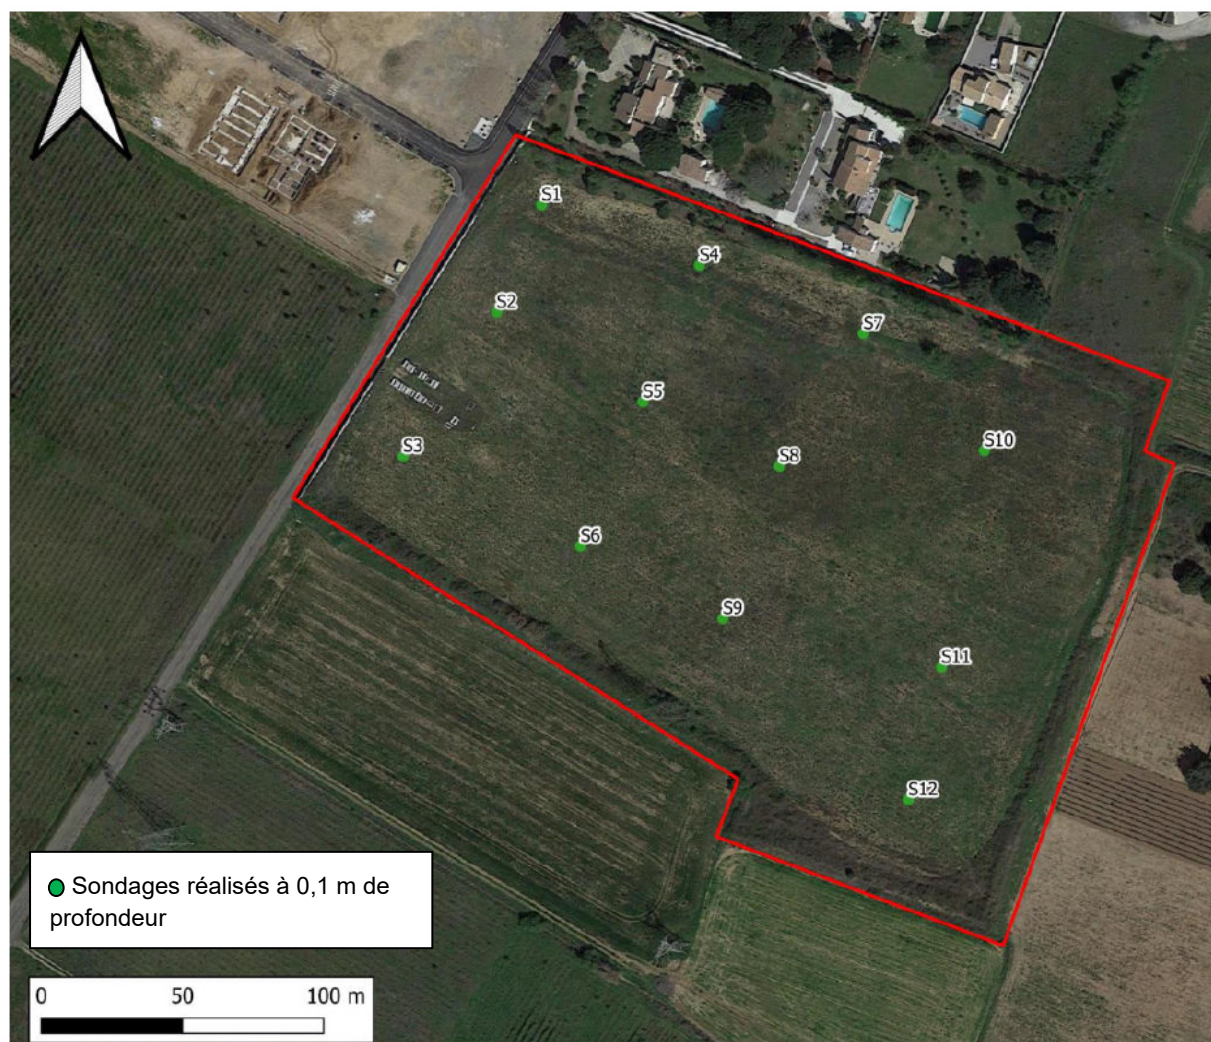 S1
S4
S2
S7
S5
S10
S3
S8
S6
S9
S11
S12
Sondages réalisés à 0,1 m de
profondeur
0 50 100 m